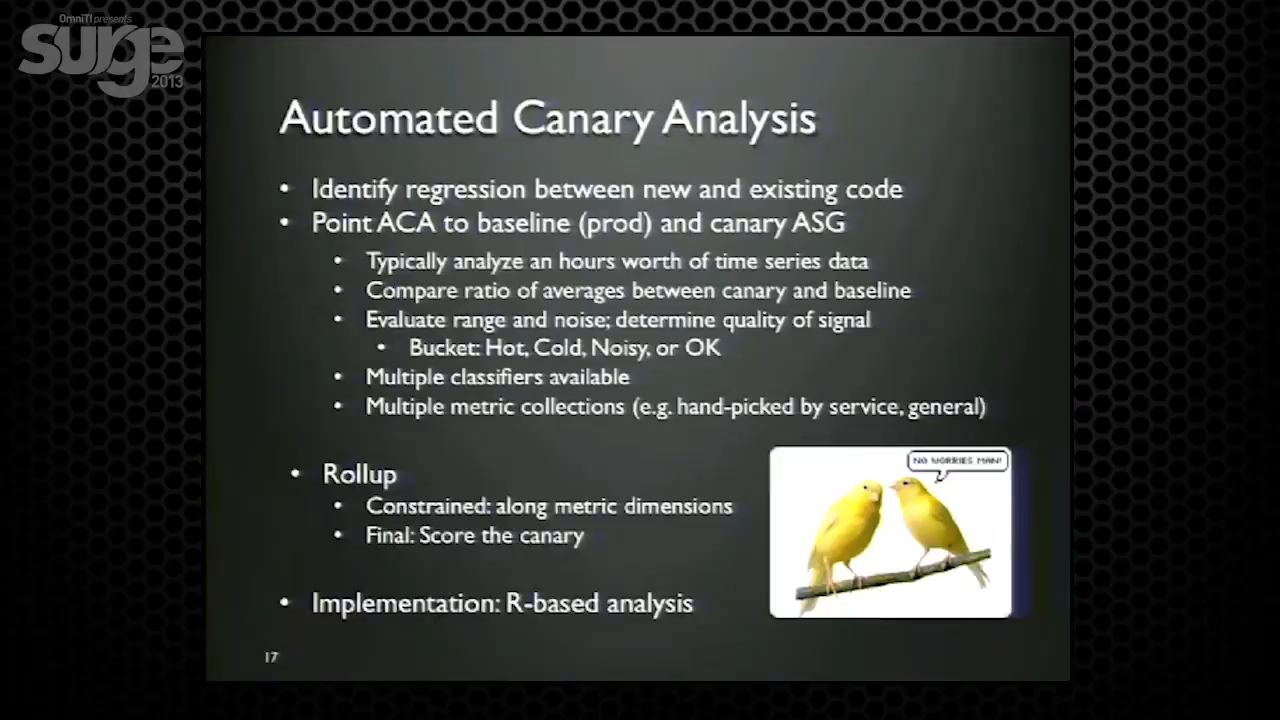 OmniTI presents
surge
2013
Automated Canary Analysis
• Identify regression between new and existing code
• Point ACA to baseline (prod) and canary ASG
• Typically analyze an hours worth of time series data
• Compare ratio of averages between canary and baseline
• Evaluate range and noise; determine quality of signal
• Bucket: Hot, Cold, Noisy, or OK
• Multiple classifiers available
• Multiple metric collections (e.g. hand-picked by service, general)
NO WORRIES MAN!
• Rollup
• Constrained: along metric dimensions
• Final: Score the canary
• Implementation: R-based analysis
17